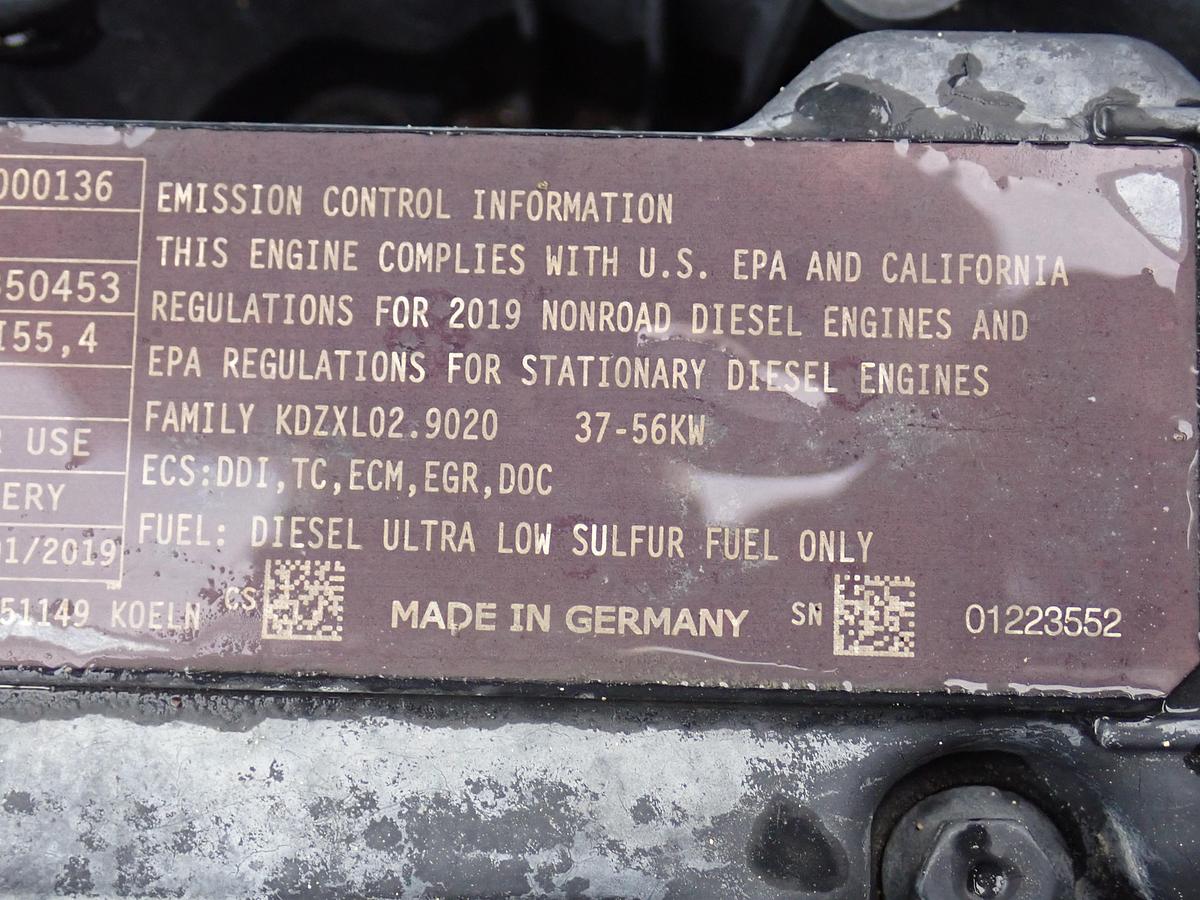 000136
50453
I55,4
USE
ERY
01/2019
51149 KOELN
EMISSION CONTROL INFORMATION
THIS ENGINE COMPLIES WITH U.S. EPA AND CALIFORNIA
REGULATIONS FOR 2019 NONROAD DIESEL ENGINES AND
EPA REGULATIONS FOR STATIONARY DIESEL ENGINES
FAMILY KDZXL02.9020 37-56KW
ECS:DDI,TC,ECM,EGR,DOC
FUEL: DIESEL ULTRA LOW SULFUR FUEL ONLY
CS MADE IN GERMANY SN 01223552